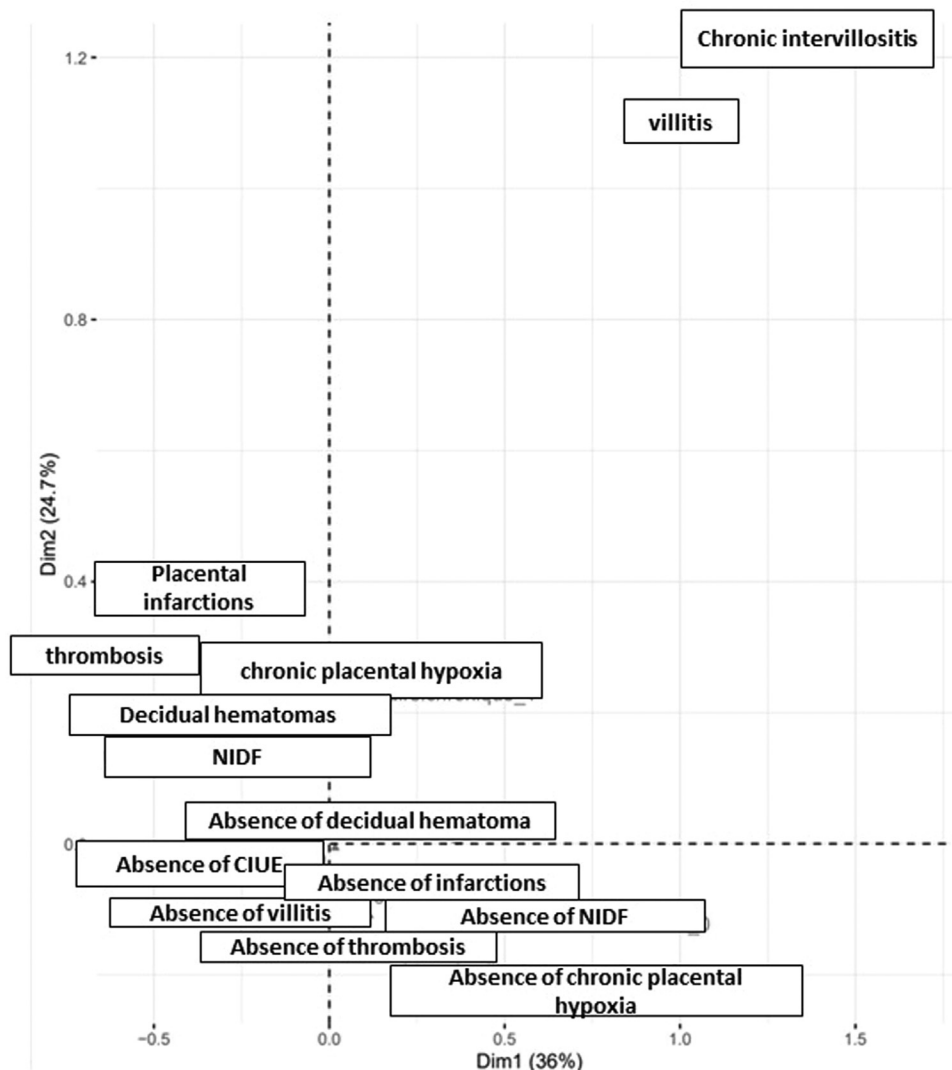 1.2
Chronic intervillositis
villitis
0.8
Dim2 (24.7%)
0.4
Placental
infarctions
thrombosis
chronic placental hypoxia
Decidual hematomas
NIDF
Absence of decidual hematoma
Absence of CIUE
Absence of infarctions
Absence of villitis
Absence of NIDF
Absence of thrombosis
Absence of chronic placental
hypoxia
−0.5
0.0
0.5
1.0
1.5
Dim1 (36%)